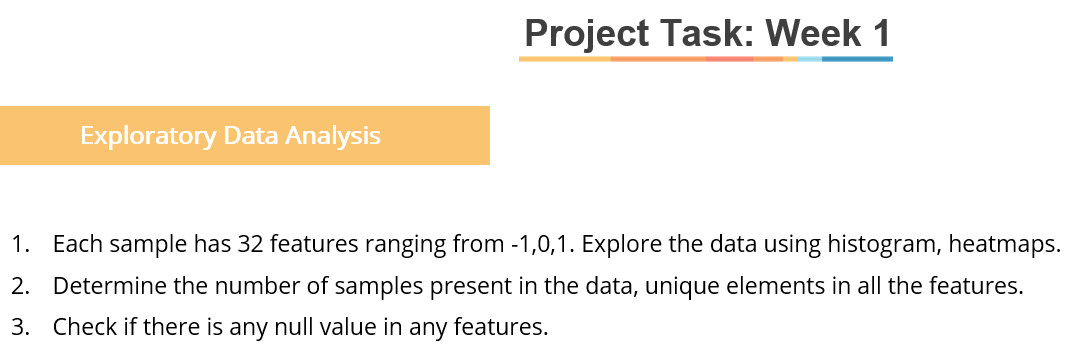 Project Task: Week 1
Exploratory Data Analysis
1. Each sample has 32 features ranging from -1,0,1. Explore the data using histogram, heatmaps.
2. Determine the number of samples present in the data, unique elements in all the features.
3. Check if there is any null value in any features.